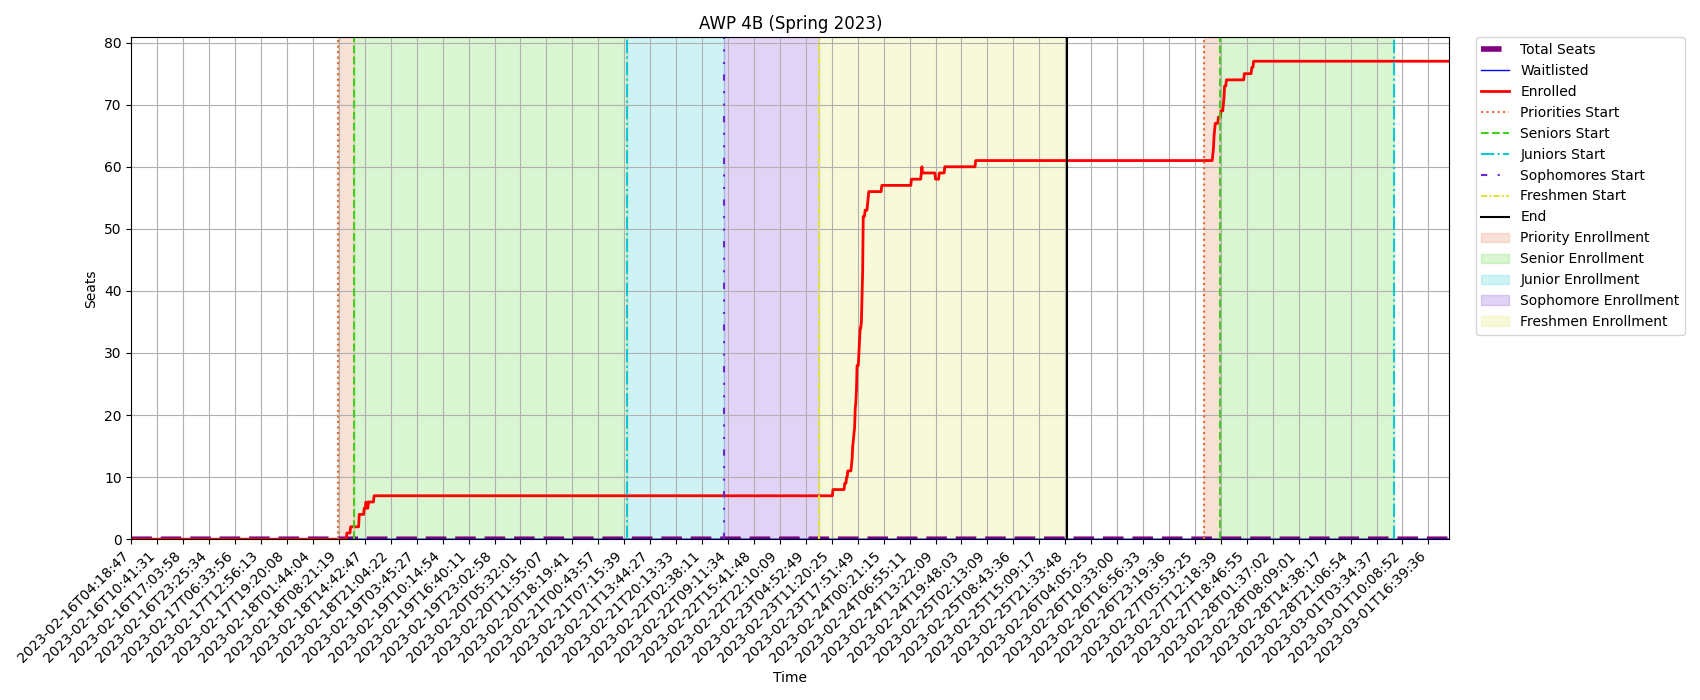 AWP 4B (Spring 2023)
80
70
60
50
40
30
20
10
0
Seats
2023-02-16T04:18:47
2023-02-16T10:41:31
2023-02-16T17:03:58
2023-02-16T23:25:34
2023-02-17T06:33:56
2023-02-17T12:56:13
2023-02-17T19:20:08
2023-02-18T01:44:04
2023-02-18T08:21:19
2023-02-18T14:42:47
2023-02-18T21:04:22
2023-02-19T03:45:27
2023-02-19T10:14:54
2023-02-19T16:40:11
2023-02-19T23:02:58
2023-02-20T05:32:01
2023-02-20T11:55:07
2023-02-20T18:19:41
2023-02-21T00:43:57
2023-02-21T07:15:39
2023-02-21T13:44:27
2023-02-21T20:13:33
2023-02-22T02:38:11
2023-02-22T09:11:34
2023-02-22T15:41:48
2023-02-22T22:10:09
2023-02-23T04:52:49
2023-02-23T11:20:25
2023-02-23T17:51:49
2023-02-24T00:21:15
2023-02-24T06:55:11
2023-02-24T13:22:09
2023-02-24T19:48:03
2023-02-25T02:13:09
2023-02-25T08:43:36
2023-02-25T15:09:17
2023-02-25T21:33:48
2023-02-26T04:05:25
2023-02-26T10:33:00
2023-02-26T16:56:33
2023-02-26T23:19:36
2023-02-27T05:53:25
2023-02-27T12:18:39
2023-02-27T18:46:55
2023-02-28T01:37:02
2023-02-28T08:09:01
2023-02-28T14:38:17
2023-02-28T21:06:54
2023-03-01T03:34:37
2023-03-01T10:08:52
2023-03-01T16:39:36
Time
Total Seats
Waitlisted
Enrolled
Priorities Start
Seniors Start
Juniors Start
Sophomores Start
Freshmen Start
End
Priority Enrollment
Senior Enrollment
Junior Enrollment
Sophomore Enrollment
Freshmen Enrollment